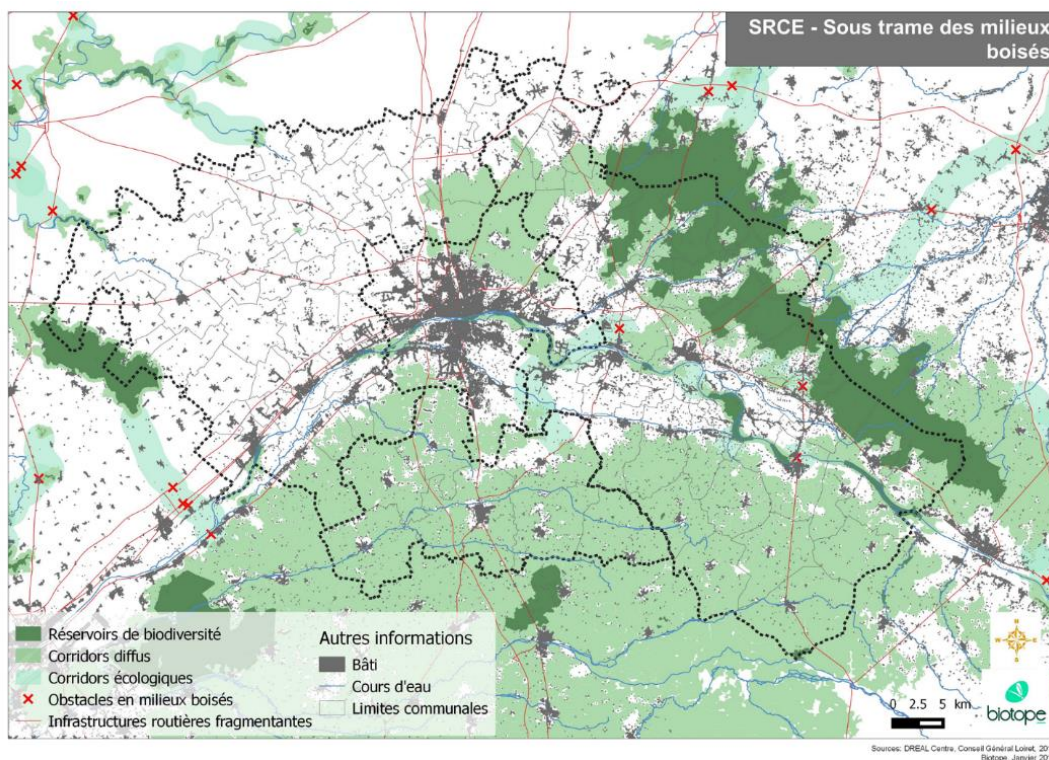 SRCE - Sous trame des milieux
boisés
Réservoirs de biodiversité
Corridors diffus
Corridors écologiques
Obstacles en milieux boisés
Infrastructures routières fragmentantes
Autres informations
Bâti
Cours d'eau
Limites communales
N
E
S
0 2.5 5 km
biotope
Sources: DREAL Centre, Conseil Général Loiret, 20
Biotope, Janvier 20